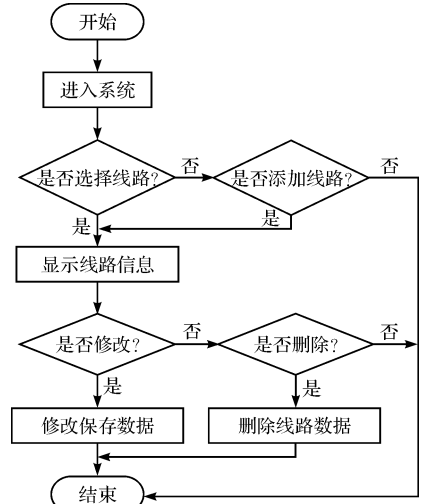 开始
进入系统
是否选择线路?
否
是否添加线路?
否
是
是
显示线路信息
是否修改?
否
是否删除?
否
是
是
修改保存数据
删除线路数据
结束